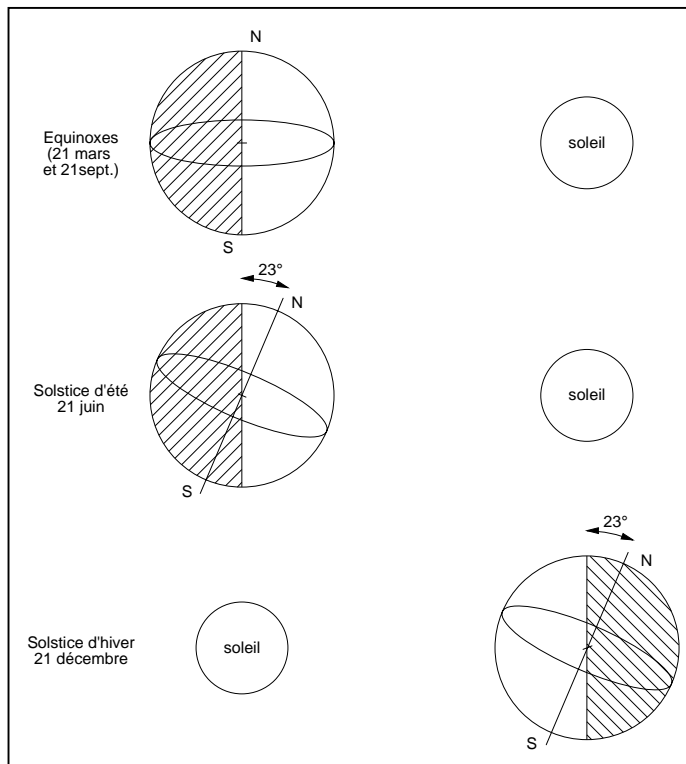 N
Equinoxes
(21 mars
et 21sept.)
soleil
S
23°
N
Solstice d'été
21 juin
soleil
S
23°
N
Solstice d'hiver
21 décembre
soleil
S